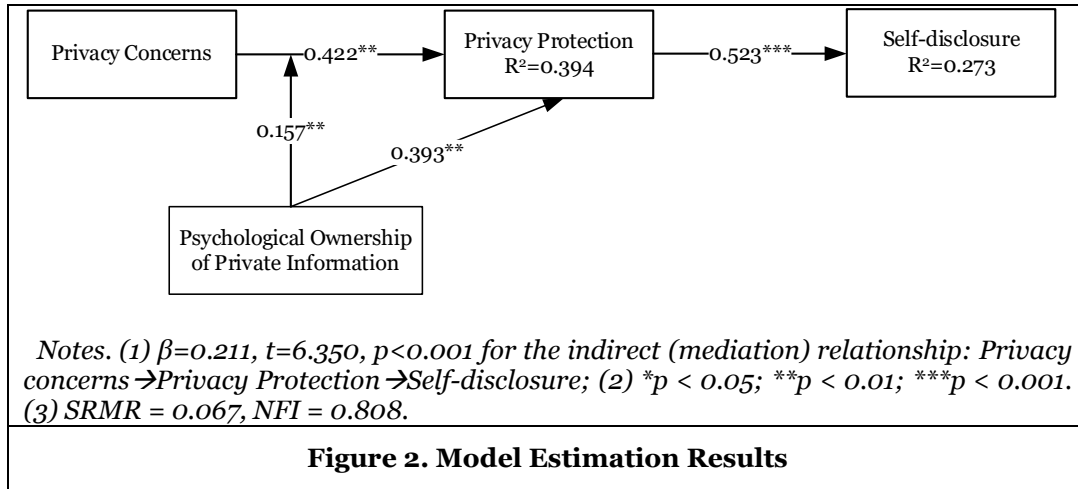 Privacy Concerns
0.422**
Privacy Protection
R²=0.394
0.523***
Self-disclosure
R²=0.273
0.157**
0.393**
Psychological Ownership
of Private Information
Notes. (1) β=0.211, t=6.350, p<0.001 for the indirect (mediation) relationship: Privacy
concerns→Privacy Protection→Self-disclosure; (2) *p < 0.05; **p < 0.01; ***p < 0.001.
(3) SRMR = 0.067, NFI = 0.808.
Figure 2. Model Estimation Results